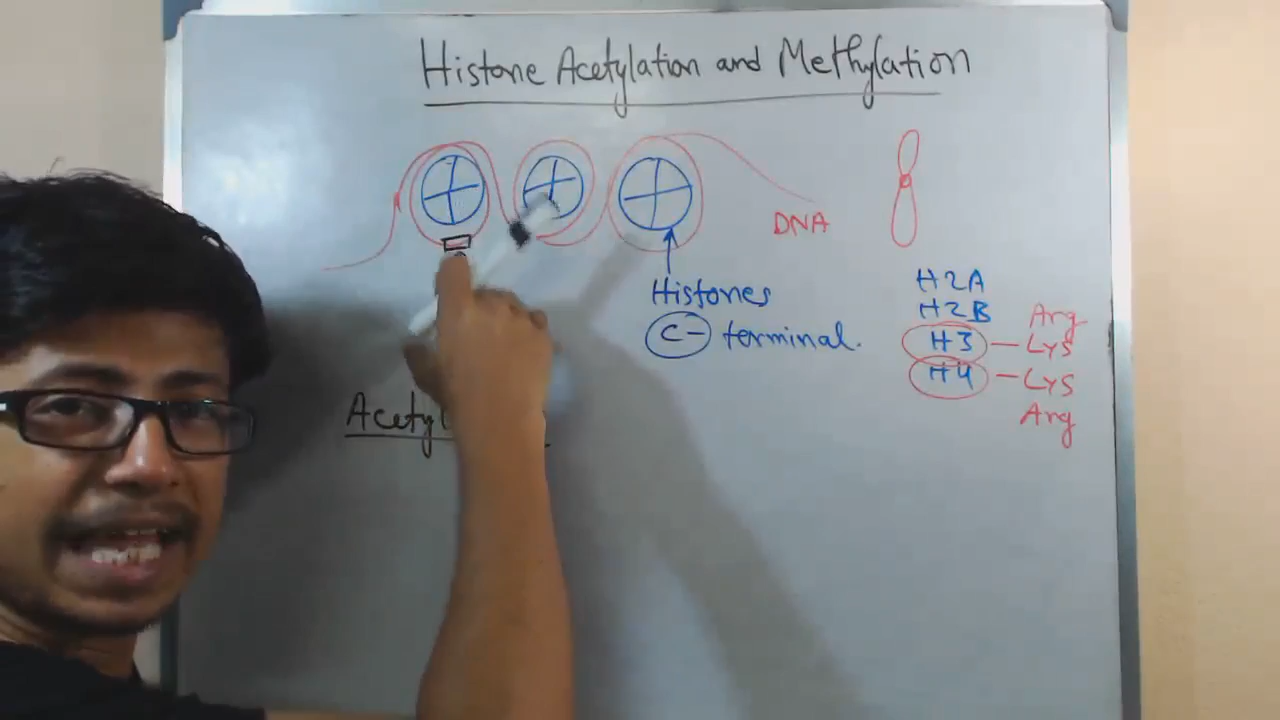 Histone Acetylation and Methylation
DNA
Histones
C- terminal.
H2A
H2B
Arg
H3 - Lys
H4 - Lys
Arg